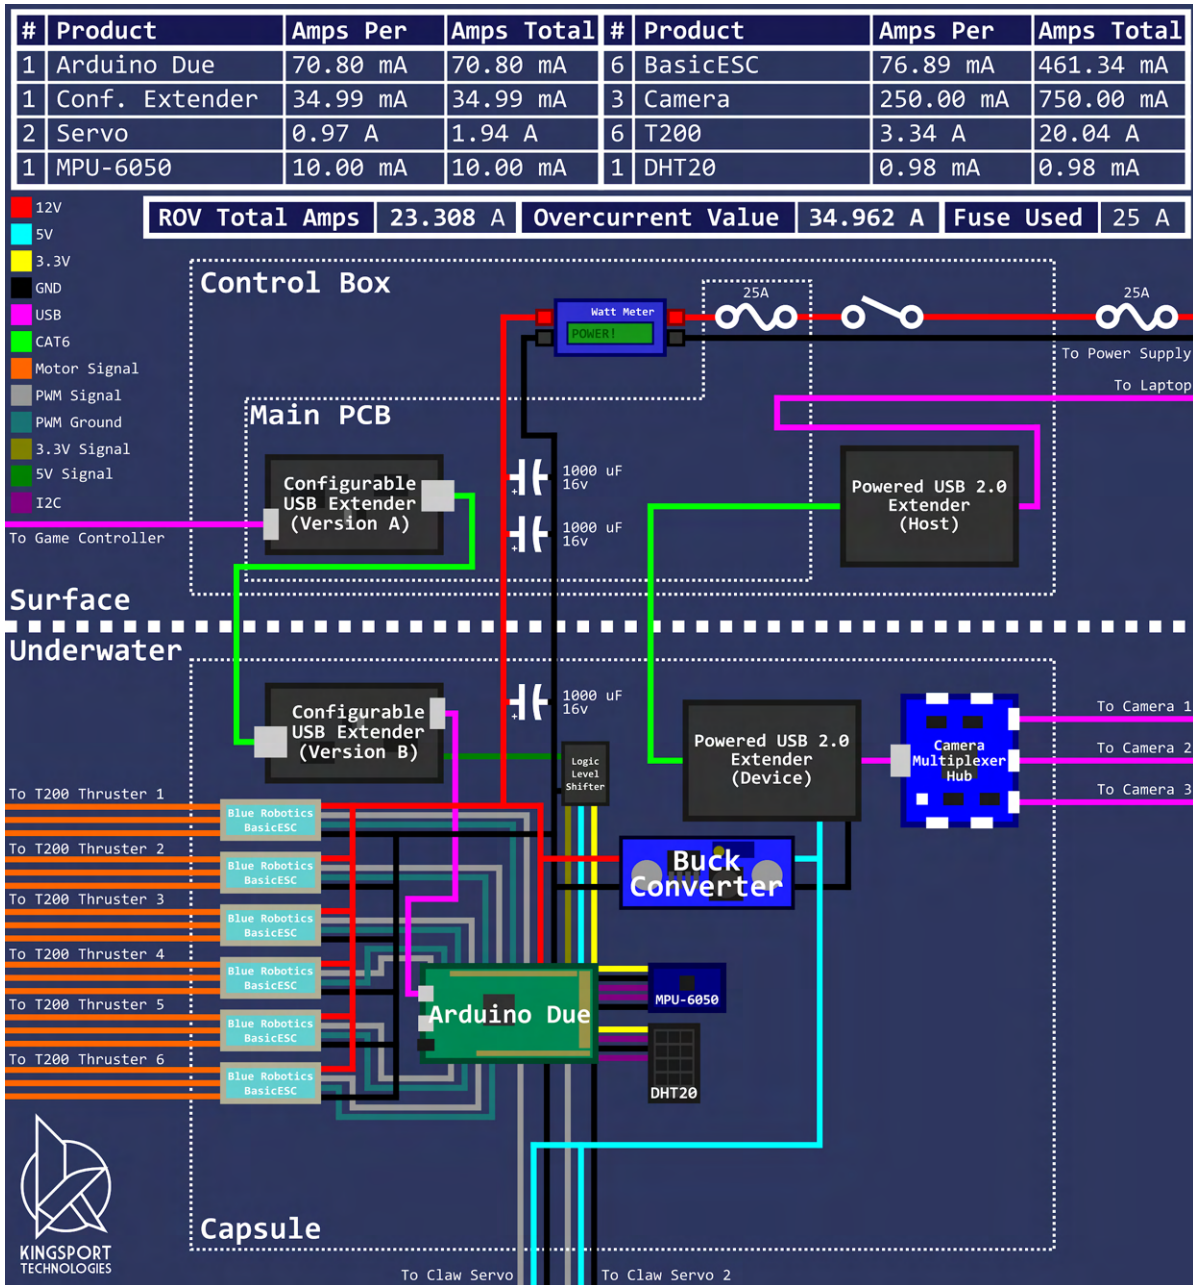 # Product Amps Per Amps Total # Product Amps Per Amps Total
1 Arduino Due 70.80 mA 70.80 mA 6 BasicESC 76.89 mA 461.34 mA
1 Conf. Extender 34.99 mA 34.99 mA 3 Camera 250.00 mA 750.00 mA
2 Servo 0.97 A 1.94 A 6 T200 3.34 A 20.04 A
1 MPU-6050 10.00 mA 10.00 mA 1 DHT20 0.98 mA 0.98 mA
ROV Total Amps 23.308 A Overcurrent Value 34.962 A Fuse Used 25 A
12V
5V
3.3V
GND
USB
CAT6
Motor Signal
PWM Signal
PWM Ground
3.3V Signal
5V Signal
I2C
Control Box
Watt Meter
POWER!
25A
25A
To Power Supply
To Laptop
Main PCB
Configurable
USB Extender
(Version A)
1000 uF
16v
1000 uF
16v
Powered USB 2.0
Extender
(Host)
To Game Controller
Surface
Underwater
Configurable
USB Extender
(Version B)
1000 uF
16v
Logic
Level
Shifter
Powered USB 2.0
Extender
(Device)
Camera
Multiplexer
Hub
To Camera 1
To Camera 2
To Camera 3
To T200 Thruster 1
Blue Robotics
BasicESC
To T200 Thruster 2
Blue Robotics
BasicESC
To T200 Thruster 3
Blue Robotics
BasicESC
To T200 Thruster 4
Blue Robotics
BasicESC
To T200 Thruster 5
Blue Robotics
BasicESC
To T200 Thruster 6
Blue Robotics
BasicESC
Buck
Converter
Arduino Due
MPU-6050
DHT20
KINGSPORT
TECHNOLOGIES
Capsule
To Claw Servo
To Claw Servo 2